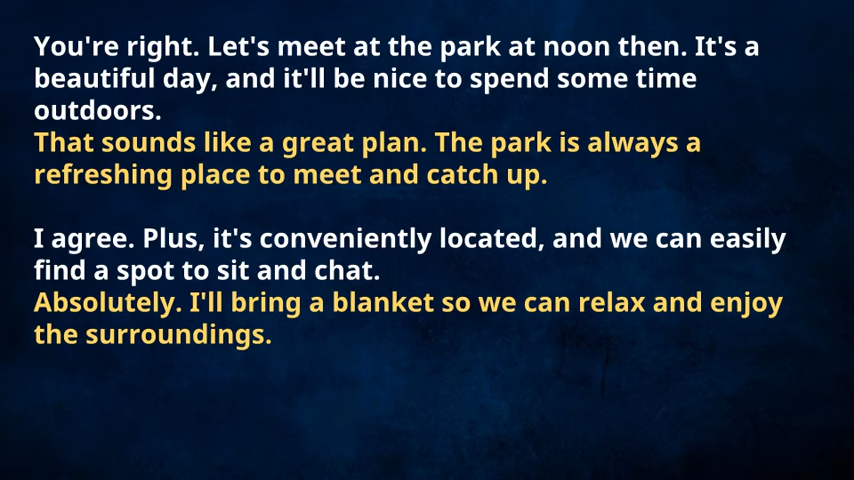 You're right. Let's meet at the park at noon then. It's a
beautiful day, and it'll be nice to spend some time
outdoors.
That sounds like a great plan. The park is always a
refreshing place to meet and catch up.
I agree. Plus, it's conveniently located, and we can easily
find a spot to sit and chat.
Absolutely. I'll bring a blanket so we can relax and enjoy
the surroundings.